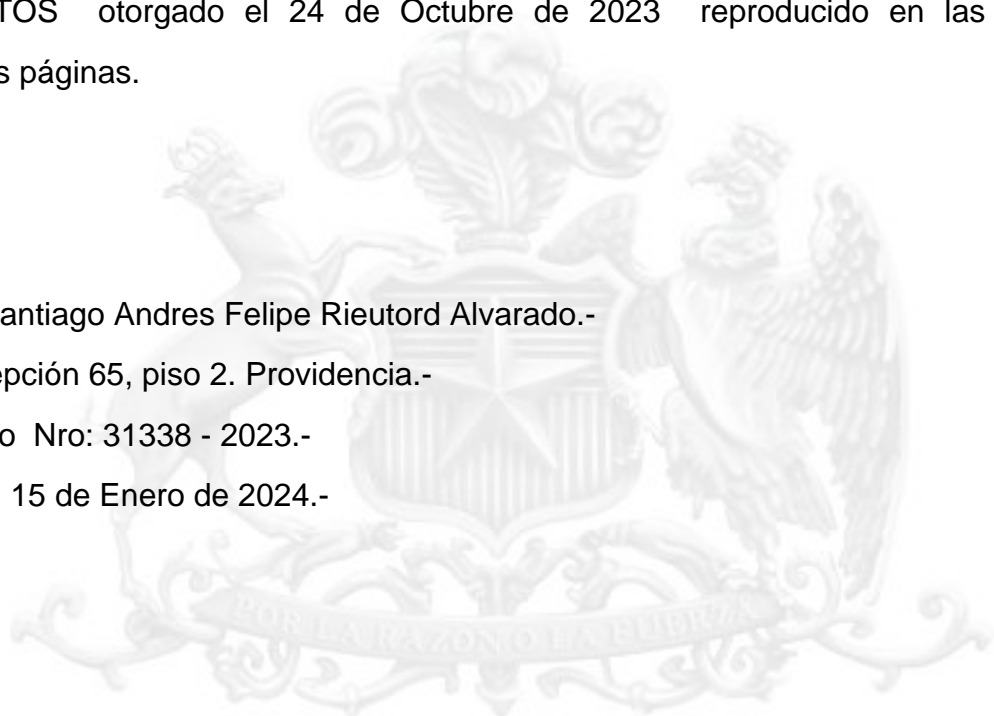 TOS otorgado el 24 de Octubre de 2023 reproducido en las
s páginas.
antiago Andres Felipe Rieutord Alvarado.-
epción 65, piso 2. Providencia.-
o Nro: 31338 - 2023.-
15 de Enero de 2024.-
POR LA RAZON O LA FUERZA